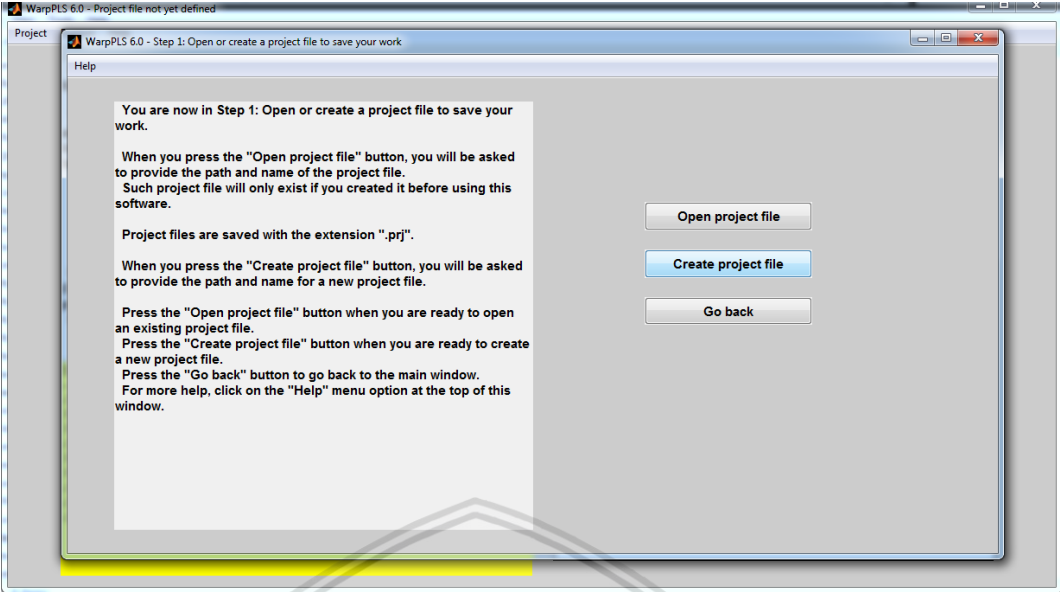 WarpPLS 6.0 - Project file not yet defined
Project
WarpPLS 6.0 - Step 1: Open or create a project file to save your work
Help
You are now in Step 1: Open or create a project file to save your
work.
When you press the "Open project file" button, you will be asked
to provide the path and name of the project file.
Such project file will only exist if you created it before using this
software.
Project files are saved with the extension ".prj".
When you press the "Create project file" button, you will be asked
to provide the path and name for a new project file.
Press the "Open project file" button when you are ready to open
an existing project file.
Press the "Create project file" button when you are ready to create
a new project file.
Press the "Go back" button to go back to the main window.
For more help, click on the "Help" menu option at the top of this
window.
Open project file
Create project file
Go back